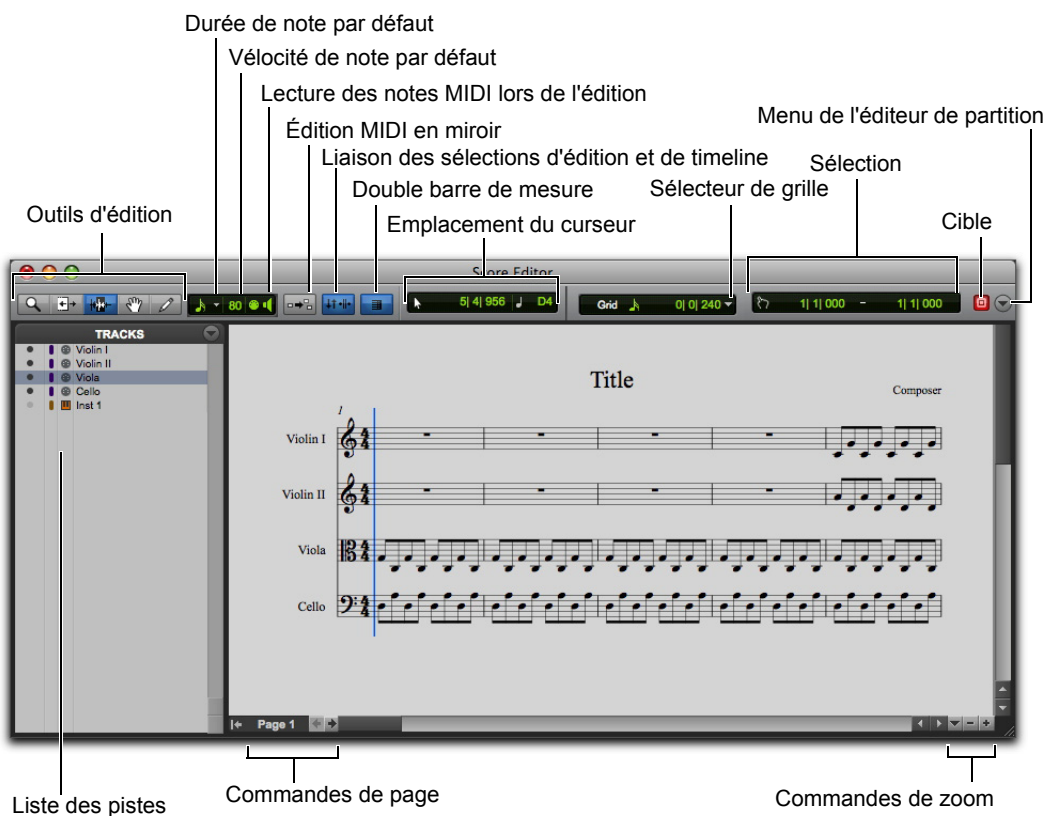 Durée de note par défaut
Vélocité de note par défaut
Lecture des notes MIDI lors de l'édition
Menu de l'éditeur de partition
Édition MIDI en miroir
Liaison des sélections d'édition et de timeline
Sélection
Double barre de mesure
Sélecteur de grille
Outils d'édition
Emplacement du curseur
Cible
Score Editor
80
5| 4| 956
D4
Grid
0| 0| 240
1| 1| 000 - 1| 1| 000
TRACKS
Violin I
Violin II
Viola
Cello
Inst 1
Title
Composer
1
Violin I
Violin II
Viola
Cello
Page 1
Liste des pistes
Commandes de page
Commandes de zoom